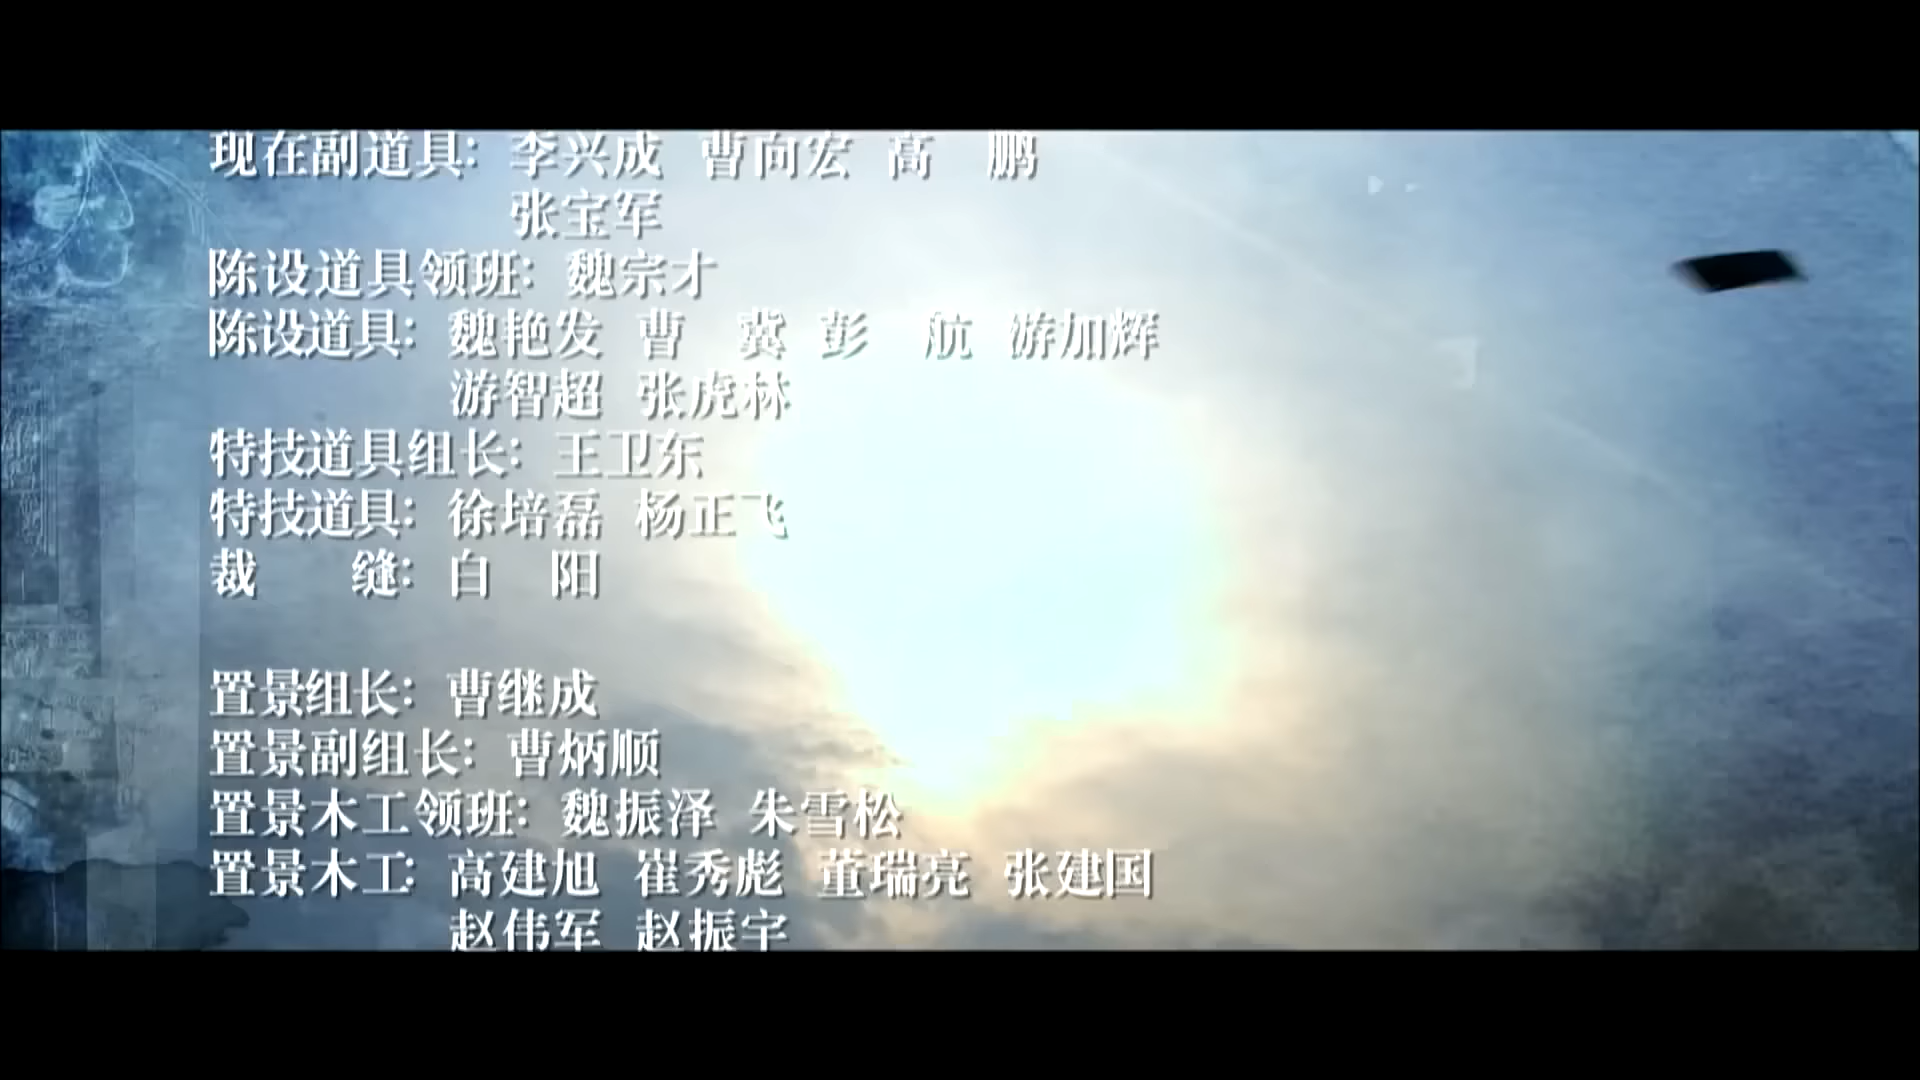 现在副道具：李兴成 曹向宏 高 鹏
张宝军
陈设道具领班：魏宗才
陈设道具：魏艳发 曹 冀 彭 航 游加辉
游智超 张虎林
特技道具组长：王卫东
特技道具：徐培磊 杨正飞
裁 缝：白 阳
置景组长：曹继成
置景副组长：曹炳顺
置景木工领班：魏振泽 朱雪松
置景木工：高建旭 崔秀彪 董瑞亮 张建国
赵伟军 赵振宇